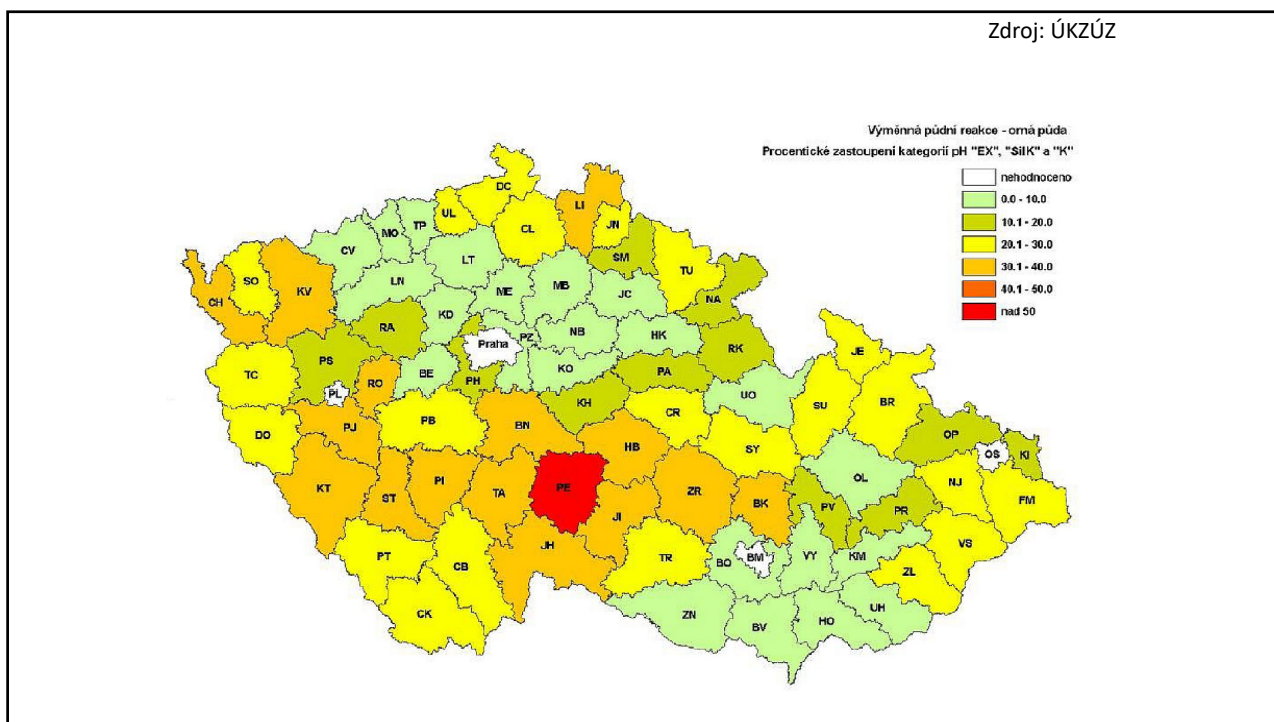 Zdroj: ÚKZÚZ
Výměnná půdní reakce - orná půda
Procentické zastoupení kategorií pH "EX", "SilK" a "K"
nehodnoceno
0.0 - 10.0
10.1 - 20.0
20.1 - 30.0
30.1 - 40.0
40.1 - 50.0
nad 50
DC
LI
UL
TP
MO
CL
JN
CV
LT
SM
TU
SO
KV
LN
ME
MB
JC
NA
CH
KD
RA
NB
HK
Praha
PZ
RK
JE
PS
KO
TC
RO
BE
PH
PA
PL
UO
BR
KH
SU
PB
CR
PJ
BN
DO
OP
HB
SY
OS
KI
OL
NJ
KT
PI
PE
ZR
FM
ST
TA
BK
PV
PR
JI
VS
JH
PT
TR
BO
BM
VY
KM
CB
ZL
CK
ZN
UH
BV
HO